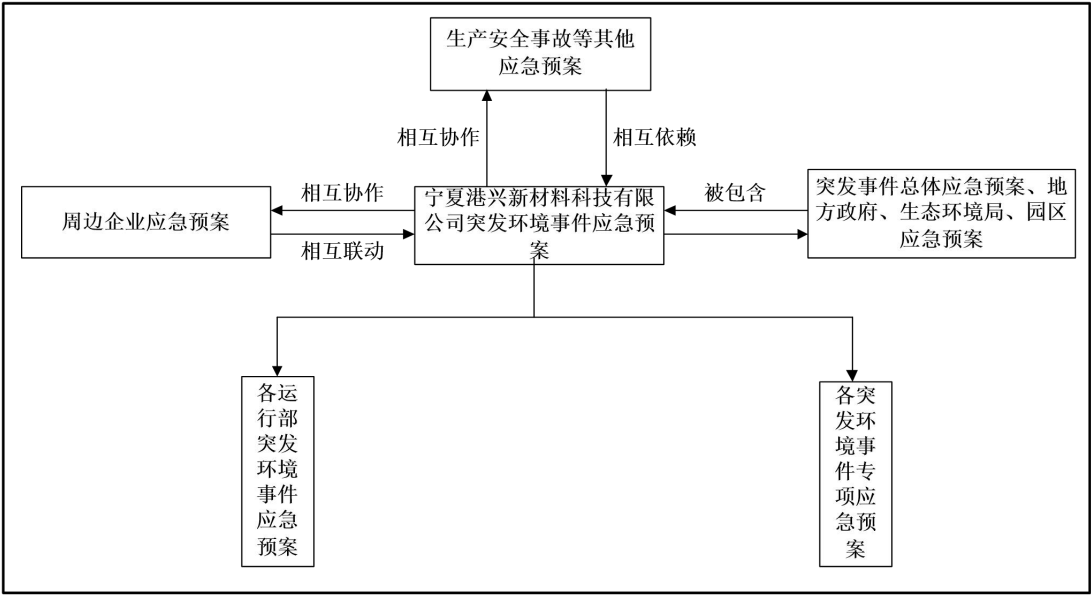 生产安全事故等其他
应急预案
相互协作
相互依赖
周边企业应急预案
相互协作
相互联动
宁夏港兴新材料科技有限
公司突发环境事件应急预
案
被包含
突发事件总体应急预案、地
方政府、生态环境局、园区
应急预案
各运
行部
突发
环境
事件
应急
预案
各突
发环
境事
件专
项应
急预
案